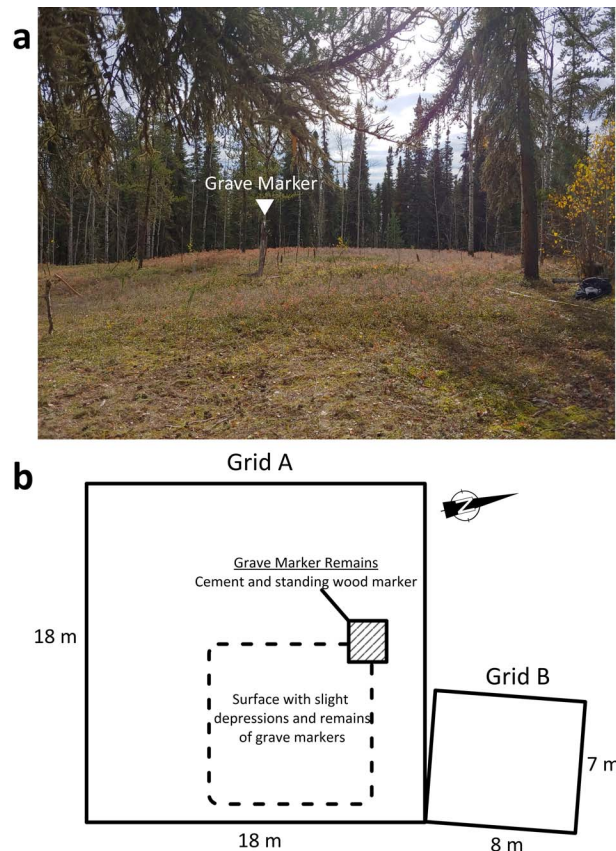 a
Grave Marker
b
Grid A
N
Grave Marker Remains
Cement and standing wood marker
18 m
Grid B
Surface with slight
depressions and remains
of grave markers
7 m
18 m
8 m